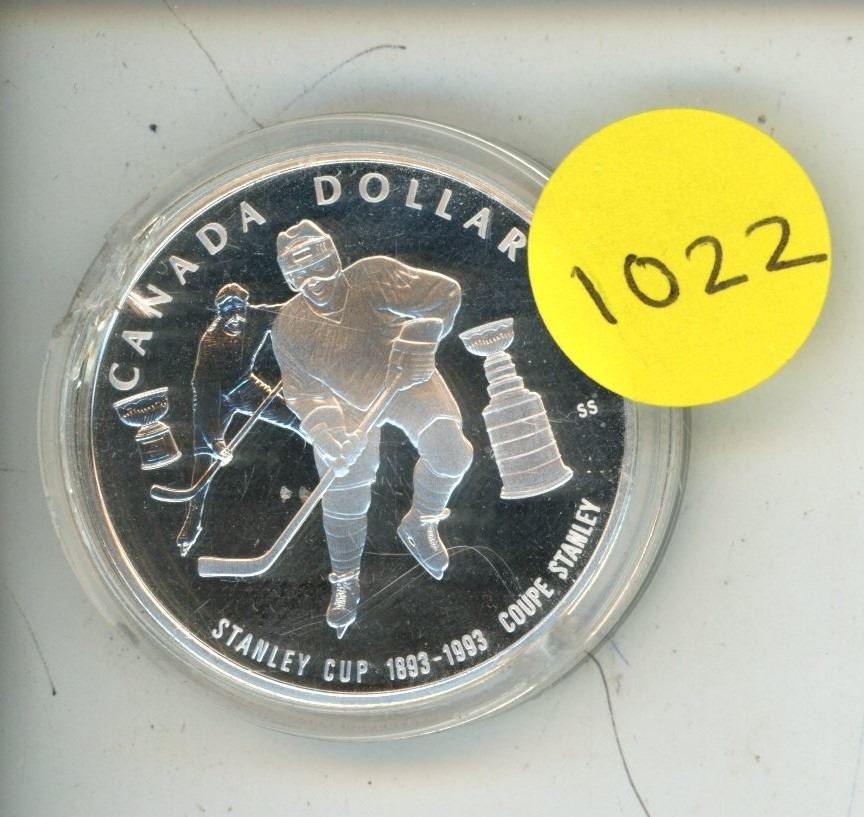 CANADA DOLLAR
1022
SS
STANLEY CUP 1893-1993 COUPE STANLEY